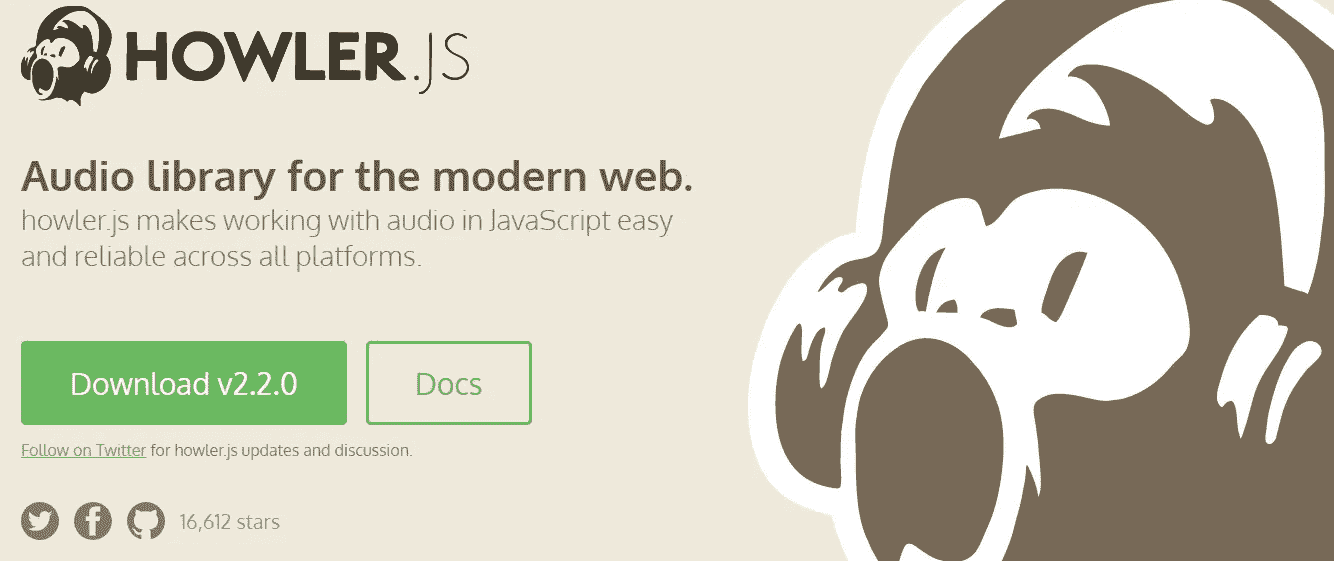 HOWLER.JS
Audio library for the modern web.
howler.js makes working with audio in JavaScript easy
and reliable across all platforms.
Download v2.2.0
Docs
Follow on Twitter for howler.js updates and discussion.
16,612 stars